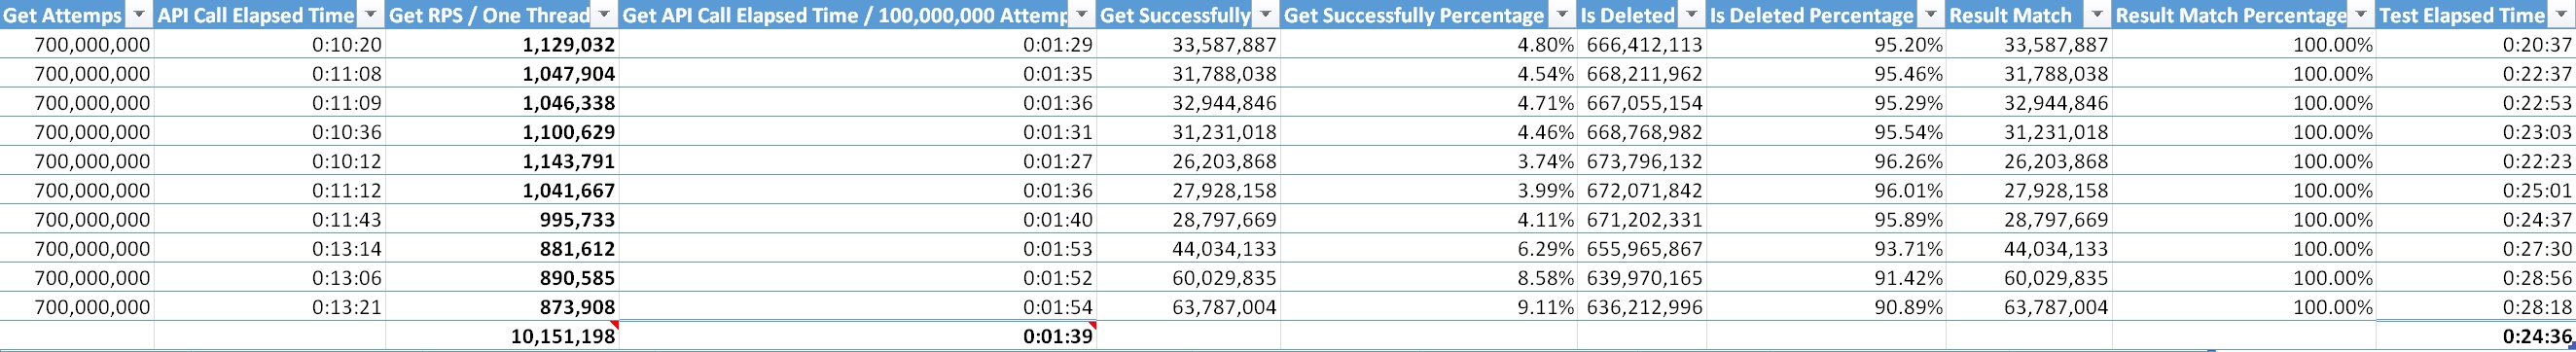 Get Attemps API Call Elapsed Time Get RPS / One Thread Get API Call Elapsed Time / 100,000,000 Attemp Get Successfully Get Successfully Percentage Is Deleted Is Deleted Percentage Result Match Result Match Percentage Test Elapsed Time
700,000,000 0:10:20 1,129,032 0:01:29 33,587,887 4.80% 666,412,113 95.20% 33,587,887 100.00% 0:20:37
700,000,000 0:11:08 1,047,904 0:01:35 31,788,038 4.54% 668,211,962 95.46% 31,788,038 100.00% 0:22:37
700,000,000 0:11:09 1,046,338 0:01:36 32,944,846 4.71% 667,055,154 95.29% 32,944,846 100.00% 0:22:53
700,000,000 0:10:36 1,100,629 0:01:31 31,231,018 4.46% 668,768,982 95.54% 31,231,018 100.00% 0:23:03
700,000,000 0:10:12 1,143,791 0:01:27 26,203,868 3.74% 673,796,132 96.26% 26,203,868 100.00% 0:22:23
700,000,000 0:11:12 1,041,667 0:01:36 27,928,158 3.99% 672,071,842 96.01% 27,928,158 100.00% 0:25:01
700,000,000 0:11:43 995,733 0:01:40 28,797,669 4.11% 671,202,331 95.89% 28,797,669 100.00% 0:24:37
700,000,000 0:13:14 881,612 0:01:53 44,034,133 6.29% 655,965,867 93.71% 44,034,133 100.00% 0:27:30
700,000,000 0:13:06 890,585 0:01:52 60,029,835 8.58% 639,970,165 91.42% 60,029,835 100.00% 0:28:56
700,000,000 0:13:21 873,908 0:01:54 63,787,004 9.11% 636,212,996 90.89% 63,787,004 100.00% 0:28:18
10,151,198 0:01:39 0:24:36